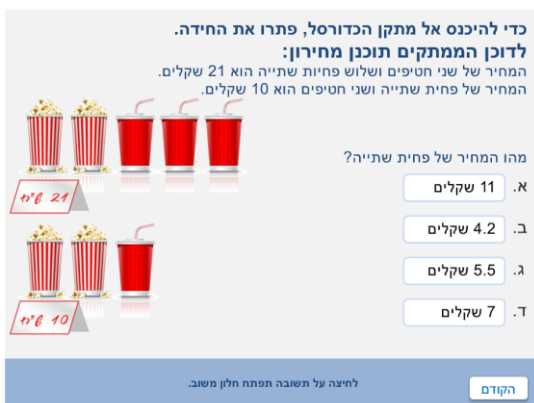 כדי להיכנס אל מתקן הכדורסל, פתרו את החידה.
לדוכן הממתקים תוכנן מחירון:
המחיר של שני חטיפים ושלוש פחיות שתייה הוא 21 שקלים.
המחיר של פחית שתייה ושני חטיפים הוא 10 שקלים.
21 ש"ח
מהו המחיר של פחית שתייה?
א. 11 שקלים
ב. 4.2 שקלים
ג. 5.5 שקלים
ד. 7 שקלים
10 ש"ח
לחיצה על תשובה תפתח חלון משוב.
הקודם